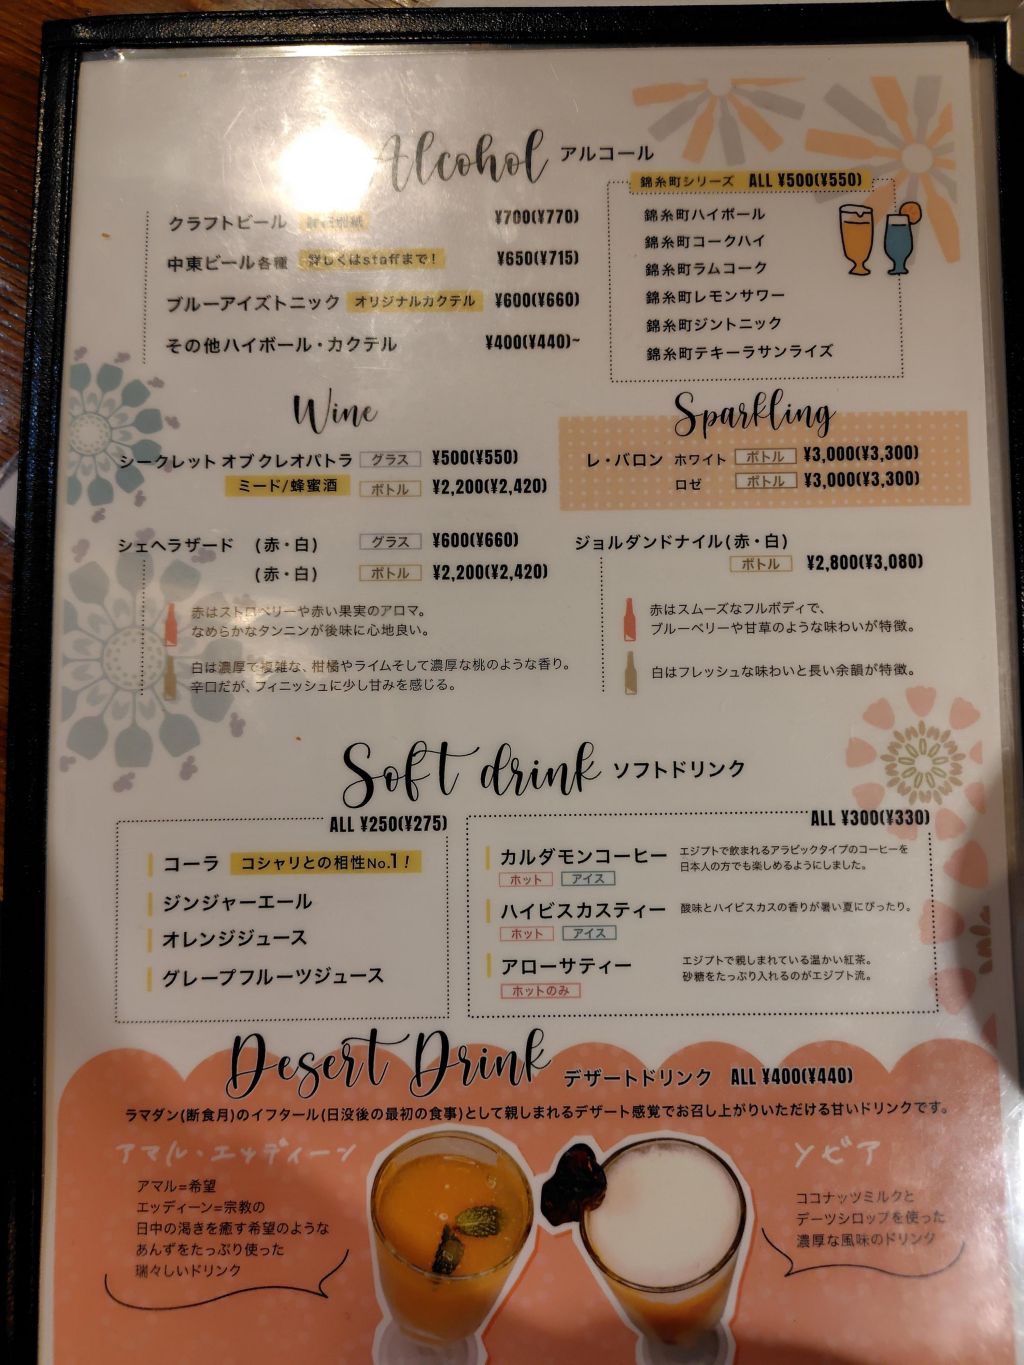 Alcohol アルコール
クラフトビール 詳細別紙 ¥700(¥770)
中東ビール各種 詳しくはstaffまで! ¥650(¥715)
ブルーアイズトニック オリジナルカクテル ¥600(¥660)
その他ハイボール・カクテル ¥400(¥440)~
錦糸町シリーズ ALL ¥500(¥550)
錦糸町ハイボール
錦糸町コークハイ
錦糸町ラムコーク
錦糸町レモンサワー
錦糸町ジントニック
錦糸町テキーラサンライズ
Wine
シークレット オブ クレオパトラ グラス ¥500(¥550)
ミード/蜂蜜酒 ボトル ¥2,200(¥2,420)
シェヘラザード (赤・白) グラス ¥600(¥660)
(赤・白) ボトル ¥2,200(¥2,420)
赤はストロベリーや赤い果実のアロマ。
なめらかなタンニンが後味に心地良い。
白は濃厚で複雑な、柑橘やライムそして濃厚な桃のような香り。
辛口だが、フィニッシュに少し甘みを感じる。
Sparkling
レ・バロン ホワイト ボトル ¥3,000(¥3,300)
ロゼ ボトル ¥3,000(¥3,300)
ジョルダンドナイル(赤・白)
ボトル ¥2,800(¥3,080)
赤はスムーズなフルボディで、
ブルーベリーや甘草のような味わいが特徴。
白はフレッシュな味わいと長い余韻が特徴。
Soft drink ソフトドリンク
ALL ¥250(¥275)
コーラ コシャリとの相性No.1!
ジンジャーエール
オレンジジュース
グレープフルーツジュース
ALL ¥300(¥330)
カルダモンコーヒー エジプトで飲まれるアラビックタイプのコーヒーを
日本人の方でも楽しめるようにしました。
ホット アイス
ハイビスカスティー 酸味とハイビスカスの香りが暑い夏にぴったり。
ホット アイス
アローサティー エジプトで親しまれている温かい紅茶。
砂糖をたっぷり入れるのがエジプト流。
ホットのみ
Desert Drink デザートドリンク ALL ¥400(¥440)
ラマダン(断食月)のイフタール(日没後の最初の食事)として親しまれるデザート感覚でお召し上がりいただける甘いドリンクです。
アマル・エッディーン
アマル=希望
エッディーン=宗教の
日中の渇きを癒す希望のような
あんずをたっぷり使った
瑞々しいドリンク
ソビア
ココナッツミルクと
デーツシロップを使った
濃厚な風味のドリンク